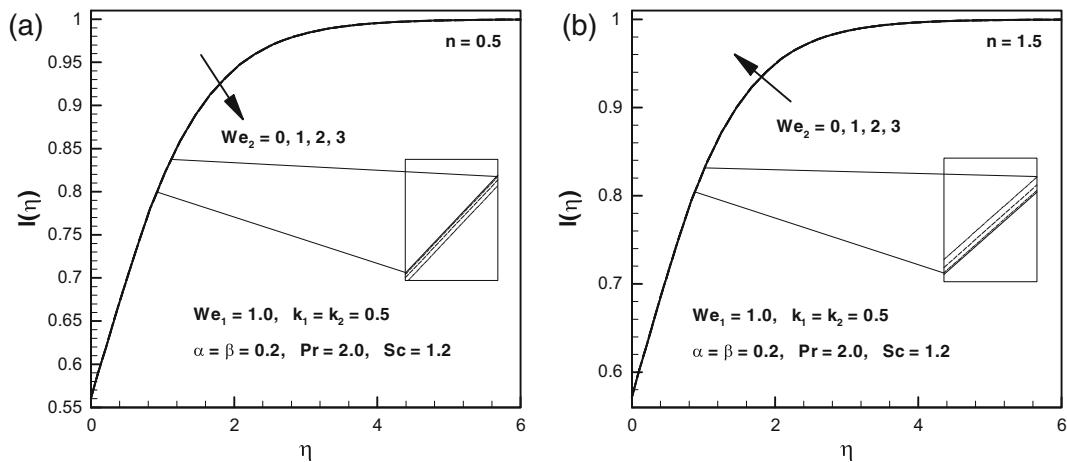 (a)
1
0.95
0.9
0.85
0.8
0.75
0.7
0.65
0.6
0.55
l(η)
n = 0.5
We₂ = 0, 1, 2, 3
We₁ = 1.0, k₁ = k₂ = 0.5
α = β = 0.2, Pr = 2.0, Sc = 1.2
0 2 4 6
η
(b)
1
0.9
0.8
0.7
0.6
l(η)
n = 1.5
We₂ = 0, 1, 2, 3
We₁ = 1.0, k₁ = k₂ = 0.5
α = β = 0.2, Pr = 2.0, Sc = 1.2
0 2 4 6
η